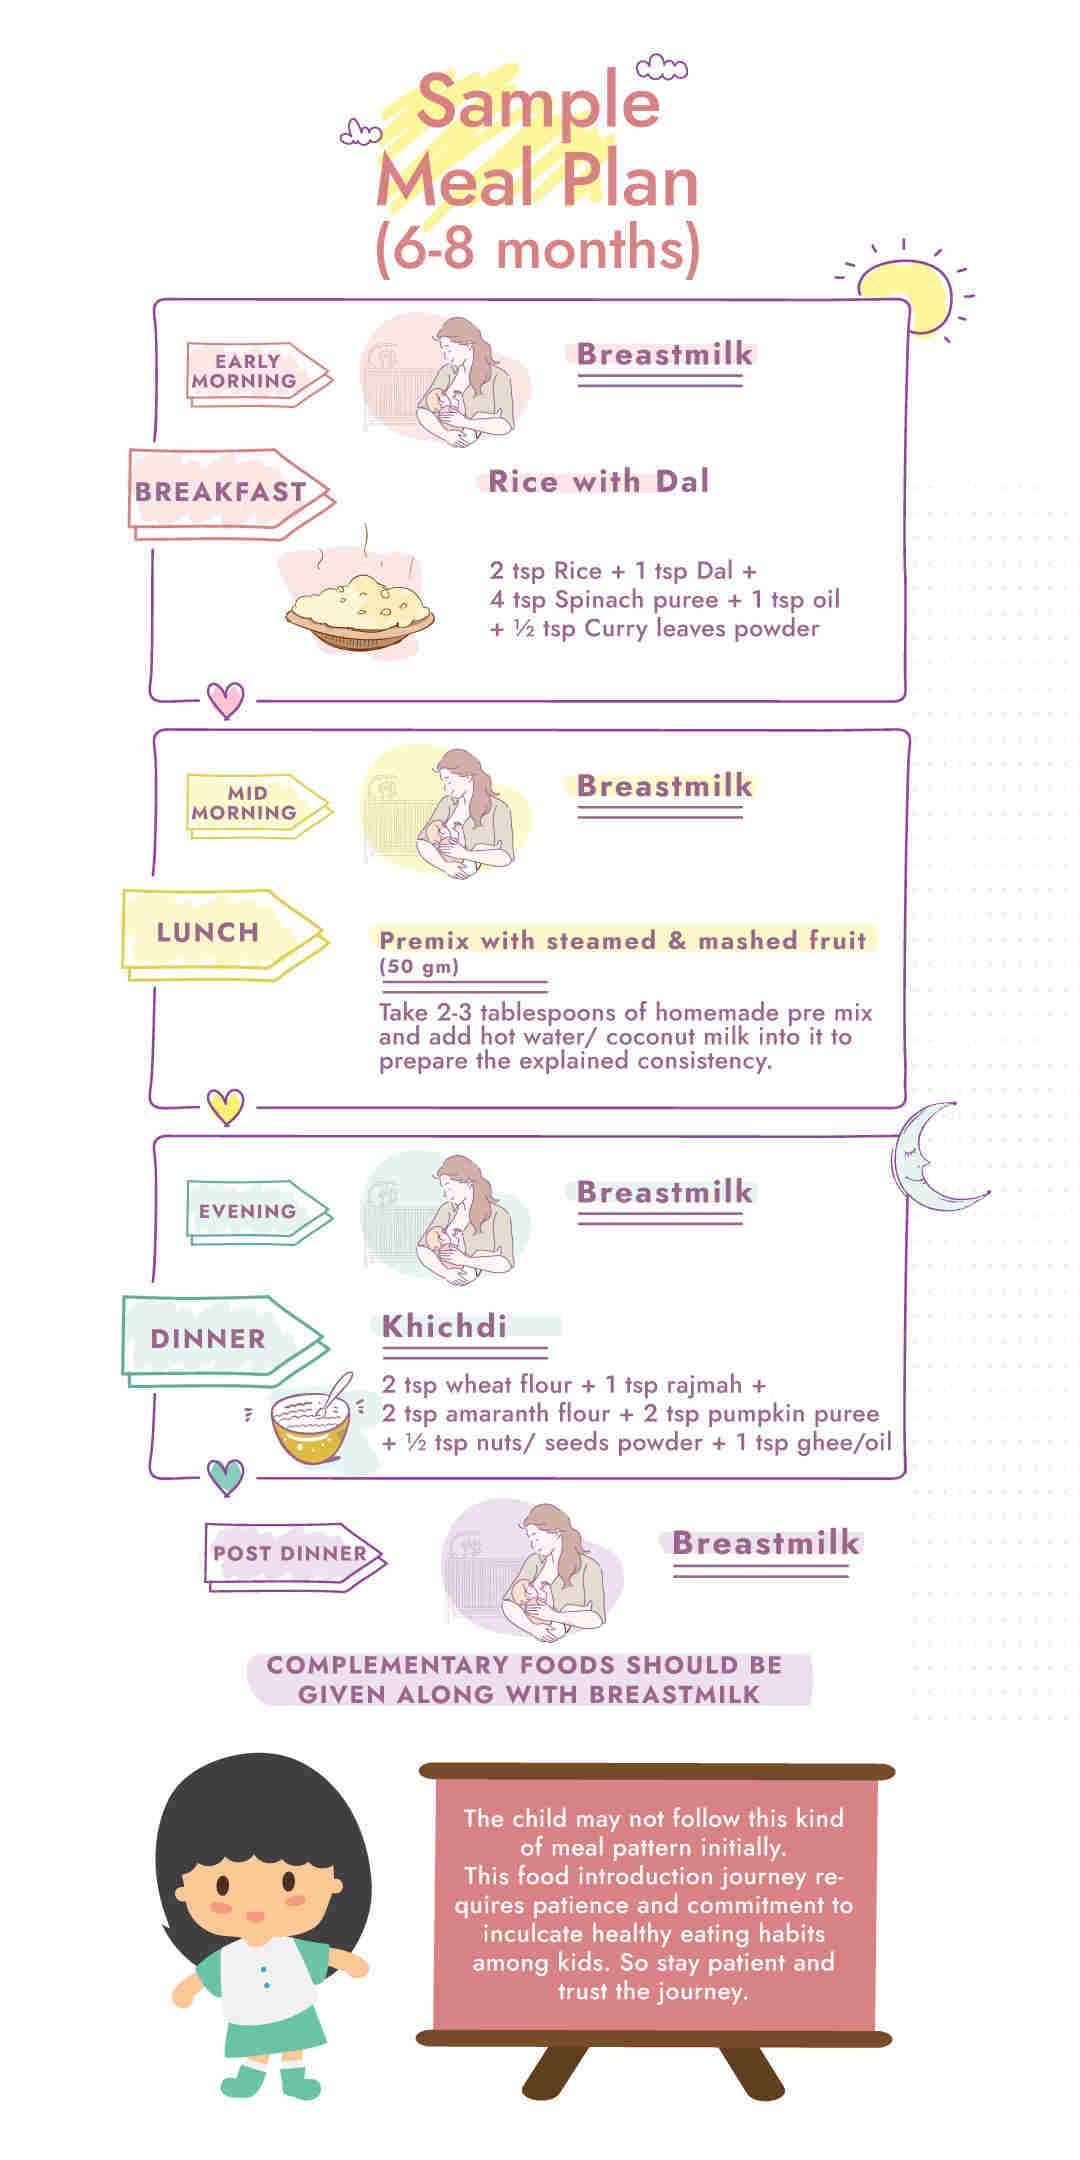 Sample
Meal Plan
(6-8 months)
EARLY
MORNING
Breastmilk
BREAKFAST
Rice with Dal
2 tsp Rice + 1 tsp Dal +
4 tsp Spinach puree + 1 tsp oil
+ ½ tsp Curry leaves powder
MID
MORNING
Breastmilk
LUNCH
Premix with steamed & mashed fruit
(50 gm)
Take 2-3 tablespoons of homemade pre mix
and add hot water/ coconut milk into it to
prepare the explained consistency.
EVENING
Breastmilk
DINNER
Khichdi
2 tsp wheat flour + 1 tsp rajmah +
2 tsp amaranth flour + 2 tsp pumpkin puree
+ ½ tsp nuts/ seeds powder + 1 tsp ghee/oil
POST DINNER
Breastmilk
COMPLEMENTARY FOODS SHOULD BE
GIVEN ALONG WITH BREASTMILK
The child may not follow this kind
of meal pattern initially.
This food introduction journey re-
quires patience and commitment to
inculcate healthy eating habits
among kids. So stay patient and
trust the journey.